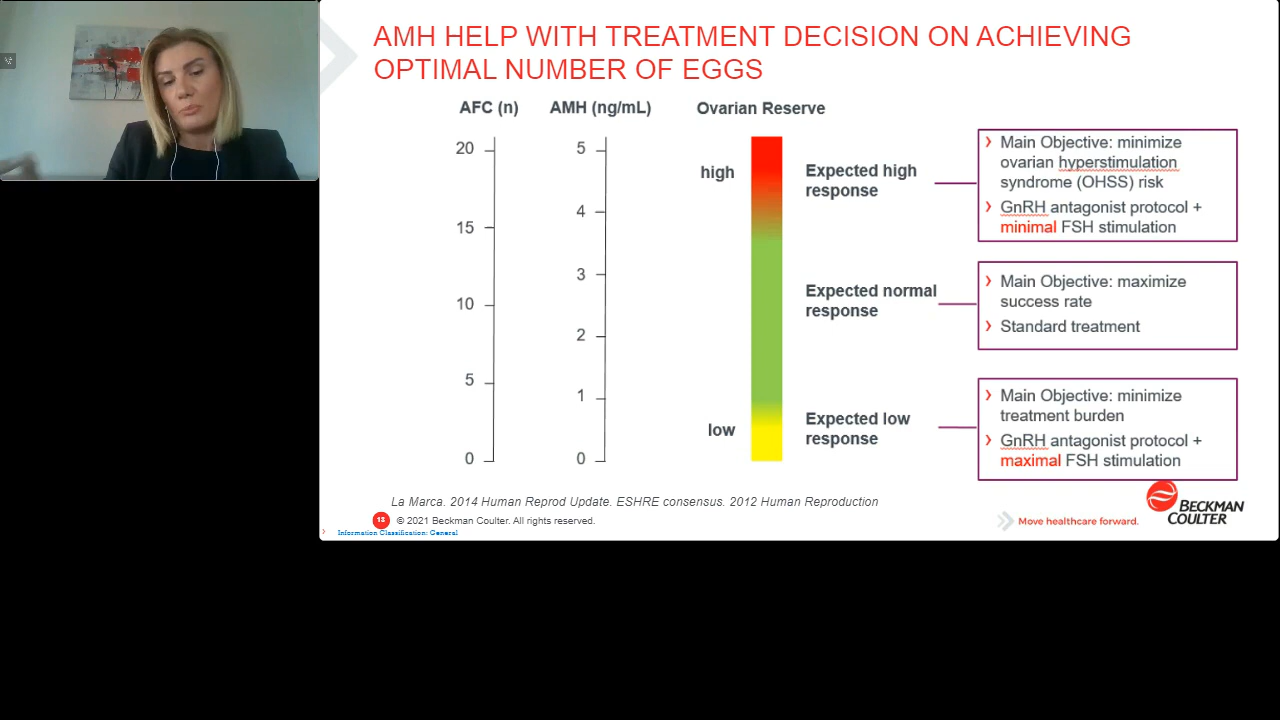 AMH HELP WITH TREATMENT DECISION ON ACHIEVING
OPTIMAL NUMBER OF EGGS
AFC (n)
AMH (ng/mL)
Ovarian Reserve
20
15
10
5
0
5
4
3
2
1
0
high
low
Expected high
response
Expected normal
response
Expected low
response
› Main Objective: minimize
ovarian hyperstimulation
syndrome (OHSS) risk
› GnRH antagonist protocol +
minimal FSH stimulation
› Main Objective: maximize
success rate
› Standard treatment
› Main Objective: minimize
treatment burden
› GnRH antagonist protocol +
maximal FSH stimulation
La Marca. 2014 Human Reprod Update. ESHRE consensus. 2012 Human Reproduction
13 © 2021 Beckman Coulter. All rights reserved.
Information Classification: General
Move healthcare forward.
BECKMAN
COULTER